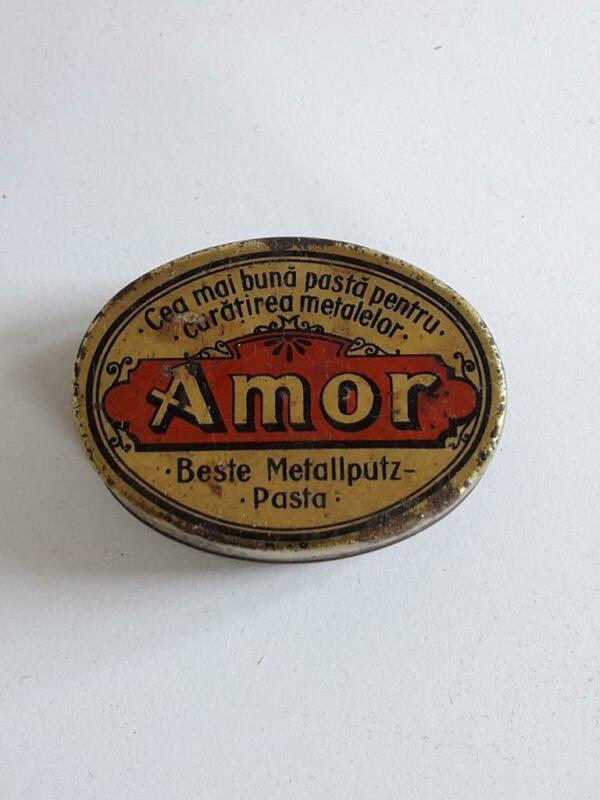 · Cea mai bună pastă pentru ·
· curățirea metalelor ·
Amor
· Beste Metallputz-
· Pasta ·